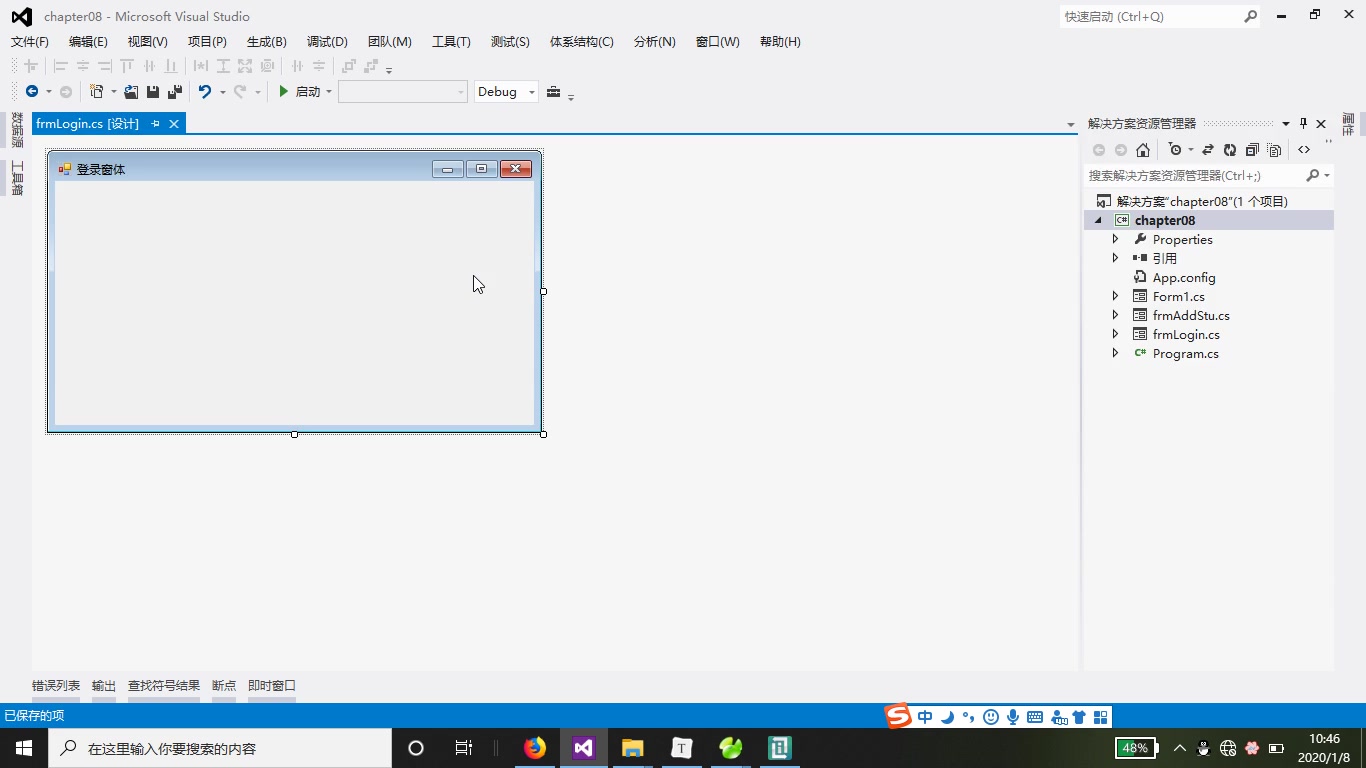 chapter08 - Microsoft Visual Studio
快速启动 (Ctrl+Q)
文件(F) 编辑(E) 视图(V) 项目(P) 生成(B) 调试(D) 团队(M) 工具(T) 测试(S) 体系结构(C) 分析(N) 窗口(W) 帮助(H)
启动 Debug
数据源
工具箱
frmLogin.cs [设计]
登录窗体
解决方案资源管理器
搜索解决方案资源管理器(Ctrl+;)
解决方案"chapter08"(1 个项目)
C# chapter08
Properties
引用
App.config
Form1.cs
frmAddStu.cs
frmLogin.cs
C# Program.cs
属性
错误列表 输出 查找符号结果 断点 即时窗口
已保存的项
S 中
在这里输入你要搜索的内容
T
48%
10:46
2020/1/8